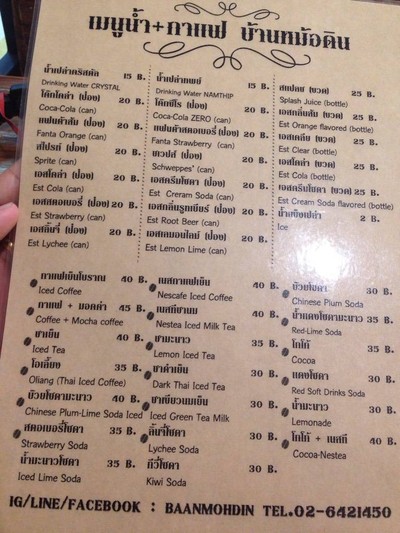 เมนูน้ำ+กาแฟ บ้านหม้อดิน
น้ำเปล่าคริสตัล 15 B.
Drinking Water CRYSTAL
โค๊กโคล่า (ป๋อง) 20 B.
Coca-Cola (can)
แฟนต้าส้ม (ป๋อง) 20 B.
Fanta Orange (can)
สไปรท์ (ป๋อง) 20 B.
Sprite (can)
เอสโคล่า (ป๋อง) 20 B.
Est Cola (can)
เอสสตอเบอรี่ (ป๋อง) 20 B.
Est Strawberry (can)
เอสลิ้นจี่ (ป๋อง) 20 B.
Est Lychee (can)
น้ำเปล่าทิพย์ 15 B.
Drinking Water NAMTHIP
โค๊กซีโร่ (ป๋อง) 20 B.
Coca-Cola ZERO (can)
แฟนต้าสตอเบอรี่ (ป๋อง) 20 B.
Fanta Strawberry (can)
ชเวปส์ (ป๋อง) 20 B.
Schweppes' (can)
เอสครีมโซดา (ป๋อง) 20 B.
Est Creram Soda (can)
เอสกลิ่นรูทเบียร์ (ป๋อง) 20 B.
Est Root Beer (can)
เอสเลมอนไลม์ (ป๋อง) 20 B.
Est Lemon Lime (can)
สแปลช (ขวด) 25 B.
Splash Juice (bottle)
เอสกลิ่นส้ม (ขวด) 25 B.
Est Orange flavored (bottle)
เอสเคลีย (ขวด) 25 B.
Est Clear (bottle)
เอสโคล่า (ขวด) 25 B.
Est Cola (bottle)
เอสครีมโซดา (ขวด) 25 B.
Est Cream Soda flavored (bottle)
น้ำแข็งเปล่า 2 B.
Ice
กาแฟเย็นโบราณ 40 B.
Iced Coffee
กาแฟ + มอคค่า 45 B.
Coffee + Mocha coffee
ชาเย็น 40 B.
Iced Tea
โอเลี้ยง 35 B.
Oliang (Thai Iced Coffee)
บ๊วยโซดามะนาว 40 B.
Chinese Plum-Lime Soda Iced
สตอเบอรี่โซดา 35 B.
Strawberry Soda
น้ำมะนาวโซดา 35 B.
Iced Lime Soda
เนสกาแฟเย็น 40 B.
Nescafe Iced Coffee
เนสทีชานม 40 B.
Nestea Iced Milk Tea
ชามะนาว 35 B.
Lemon Iced Tea
ชาดำเย็น 30 B.
Dark Thai Iced Tea
ชาเขียวนมเย็น 30 B.
Iced Green Tea Milk
ลิ้นจี่โซดา 30 B.
Lychee Soda
กีวี่โซดา 30 B.
Kiwi Soda
บ๊วยโซดา 30 B.
Chinese Plum Soda
น้ำแดงโซดามะนาว 35 B.
Red-Lime Soda
โกโก้ 35 B.
Cocoa
แดงโซดา 30 B.
Red Soft Drinks Soda
น้ำมะนาว 30 B.
Lemonade
โกโก้ + เนสที 40 B.
Cocoa-Nestea
IG/LINE/FACEBOOK : BAANMOHDIN TEL.02-6421450